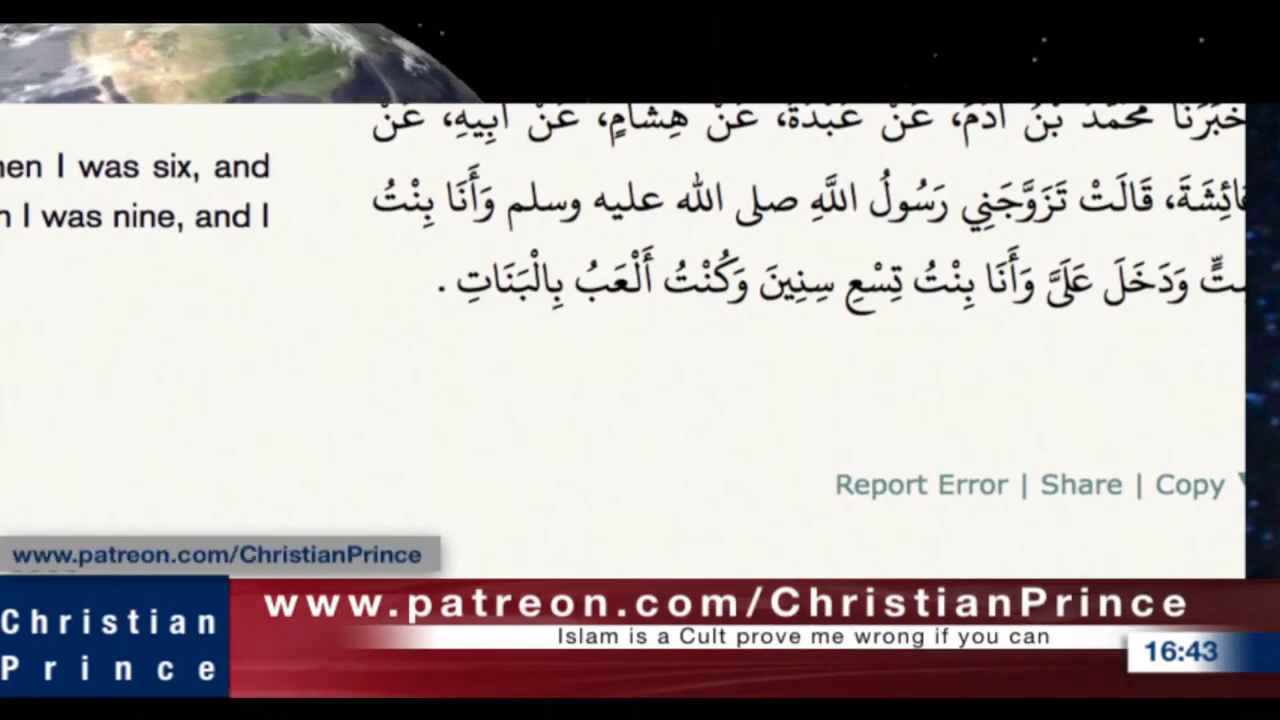 خبَرَنَا مُحَمَّدُ بْنُ آدَمَ، عَنْ عَبْدَةَ، عَنْ هِشَامٍ، عَنْ أَبِيهِ، عَنْ
hen I was six, and
ائِشَةَ، قَالَتْ تَزَوَّجَنِي رَسُولُ اللَّهِ صلى الله عليه وسلم وَأَنَا بِنْتُ
n I was nine, and I
سِتٍّ وَدَخَلَ عَلَىَّ وَأَنَا بِنْتُ تِسْعِ سِنِينَ وَكُنْتُ أَلْعَبُ بِالْبَنَاتِ .
Report Error | Share | Copy
www.patreon.com/ChristianPrince
Christian
Prince
www.patreon.com/ChristianPrince
Islam is a Cult prove me wrong if you can
16:43